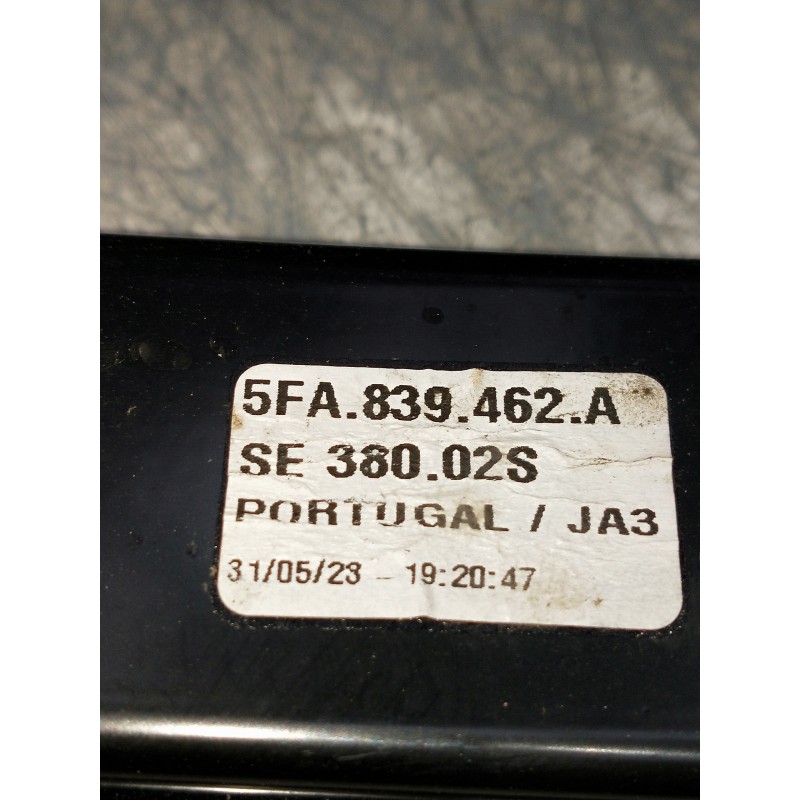 5FA.839.462.A
SE 380.02S
PORTUGAL / JA3
31/05/23 - 19:20:47